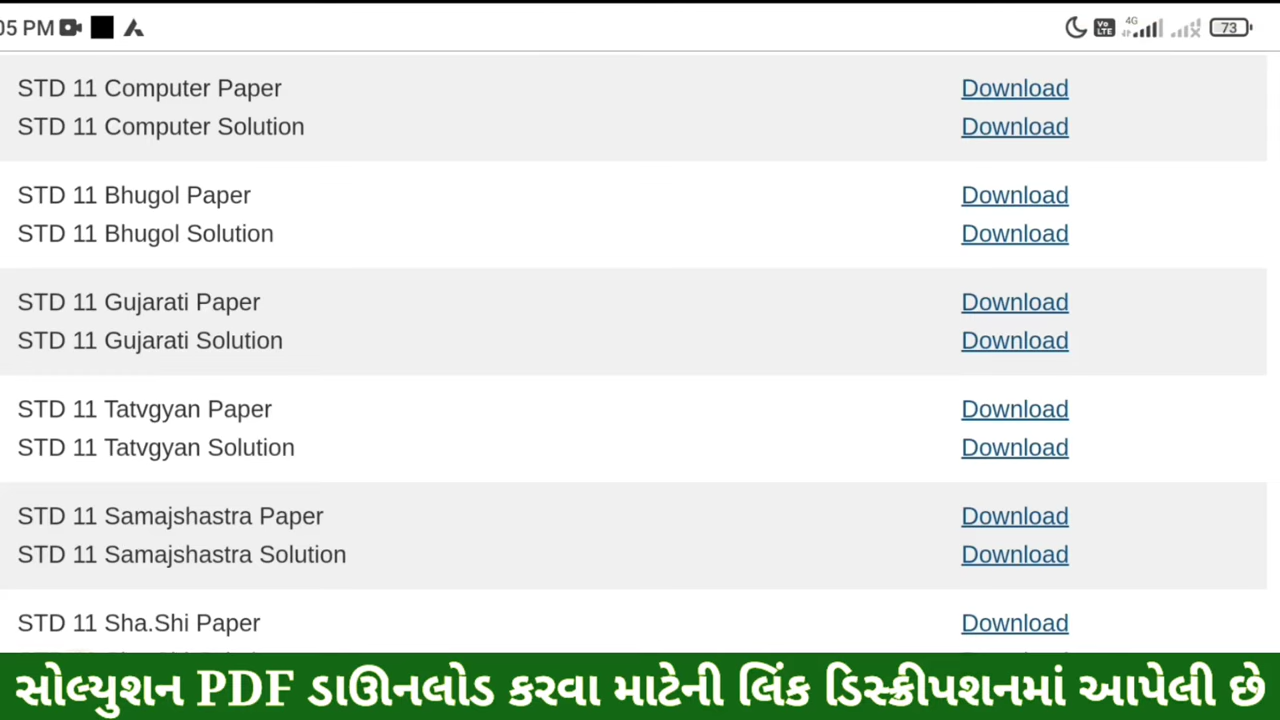 05 PM
Vo LTE 4G 73
STD 11 Computer Paper Download
STD 11 Computer Solution Download
STD 11 Bhugol Paper Download
STD 11 Bhugol Solution Download
STD 11 Gujarati Paper Download
STD 11 Gujarati Solution Download
STD 11 Tatvgyan Paper Download
STD 11 Tatvgyan Solution Download
STD 11 Samajshastra Paper Download
STD 11 Samajshastra Solution Download
STD 11 Sha.Shi Paper Download
સોલ્યુશન PDF ડાઊનલોડ કરવા માટેની લિંક ડિસ્ક્રીપશનમાં આપેલી છે